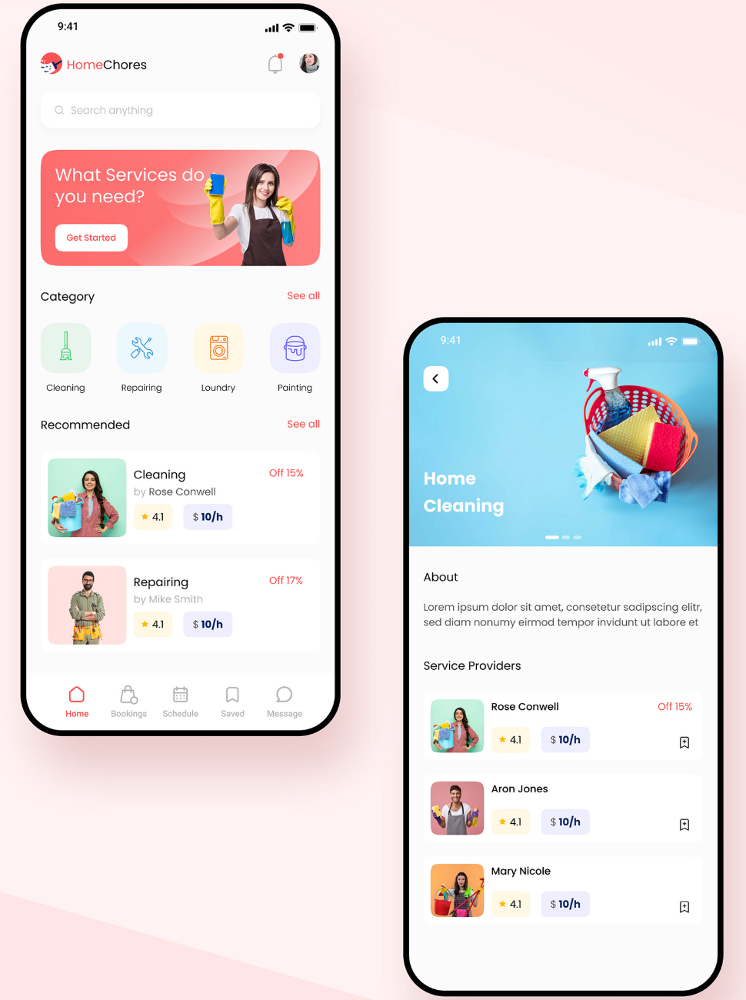 9:41
HomeChores
Search anything
What Services do
you need?
Get Started
Category
See all
Cleaning
Repairing
Loundry
Painting
Recommended
See all
Cleaning
Off 15%
by Rose Conwell
4.1
$ 10/h
Repairing
Off 17%
by Mike Smith
4.1
$ 10/h
Home
Bookings
Schedule
Saved
Message
9:41
Home
Cleaning
About
Lorem ipsum dolor sit amet, consetetur sadipscing elitr,
sed diam nonumy eirmod tempor invidunt ut labore et
Service Providers
Rose Conwell
Off 15%
4.1
$ 10/h
Aron Jones
4.1
$ 10/h
Mary Nicole
4.1
$ 10/h